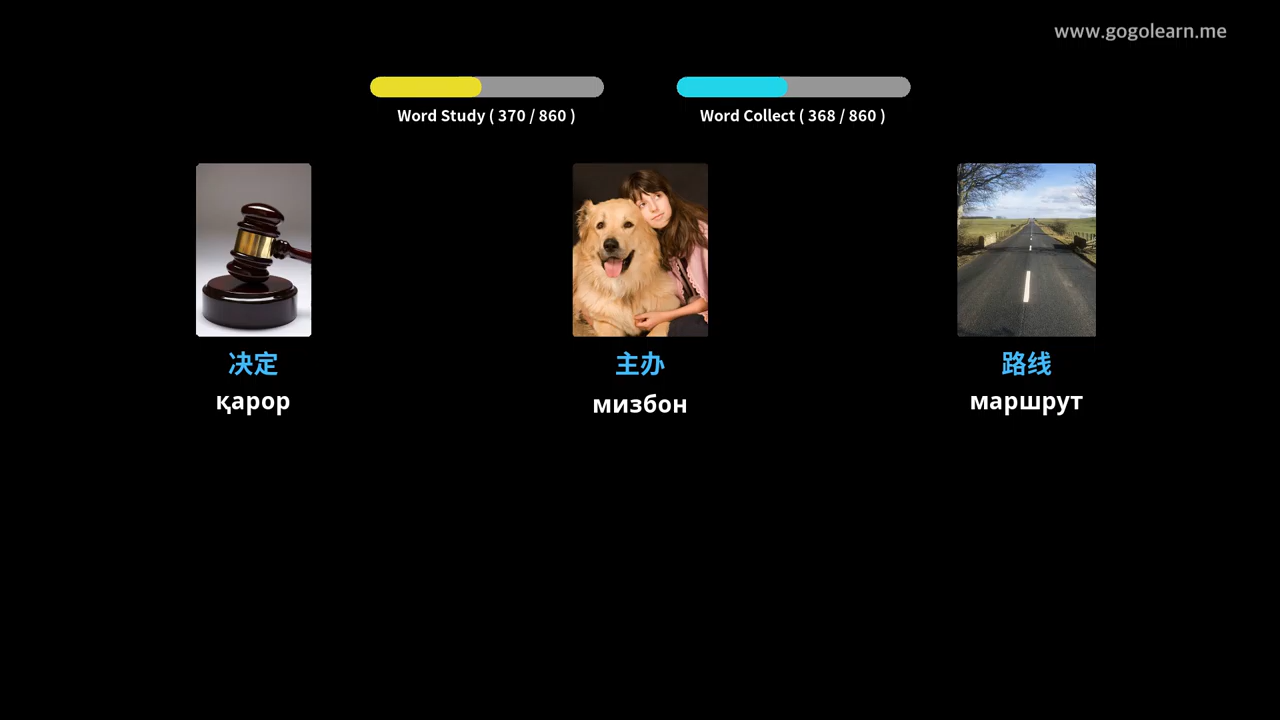 www.gogolearn.me
Word Study ( 370 / 860 )
Word Collect ( 368 / 860 )
决定
主办
路线
қарор
мизбон
маршрут